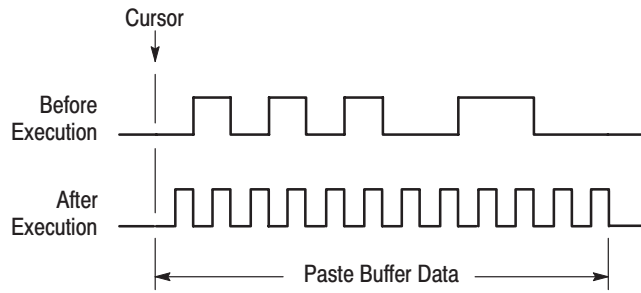 Cursor
Before
Execution
After
Execution
Paste Buffer Data